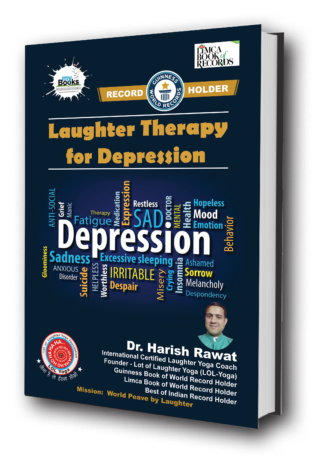 LIMCA
BOOK of
RECORDS
Books
RECORD HOLDER
GUINNESS
WORLD RECORDS
Laughter Therapy
for Depression
ANTI-SOCIAL
Grief
Manic
Therapy
Fatigue
Medication
Expression
Restless
SAD
DOCTOR
MENTAL
Health
Hopeless
Mood
Emotion
Behavior
Depression
Gloominess
Sadness
ANXIOUS
Disorder
Suicide
HELPLESS
Worthless
Excessive sleeping
IRRITABLE
Despair
Misery
Crying
Insomnia
Ashamed
Sorrow
Melancholy
Despondency
Dr. Harish Rawat
International Certified Laughter Yoga Coach
Founder - Lot of Laughter Yoga (LOL-Yoga)
Guinness Book of World Record Holder
Limca Book of World Record Holder
Best of Indian Record Holder
Mission: World Peave by Laughter